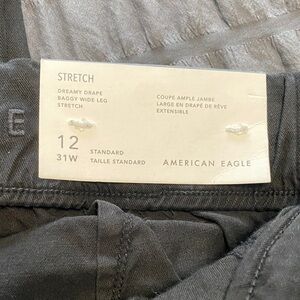 STRETCH
DREAMY DRAPE
BAGGY WIDE LEG
STRETCH
COUPE AMPLE JAMBE
LARGE EN DRAPÉ DE RÊVE
EXTENSIBLE
E
12
31W
STANDARD
TAILLE STANDARD
AMERICAN EAGLE